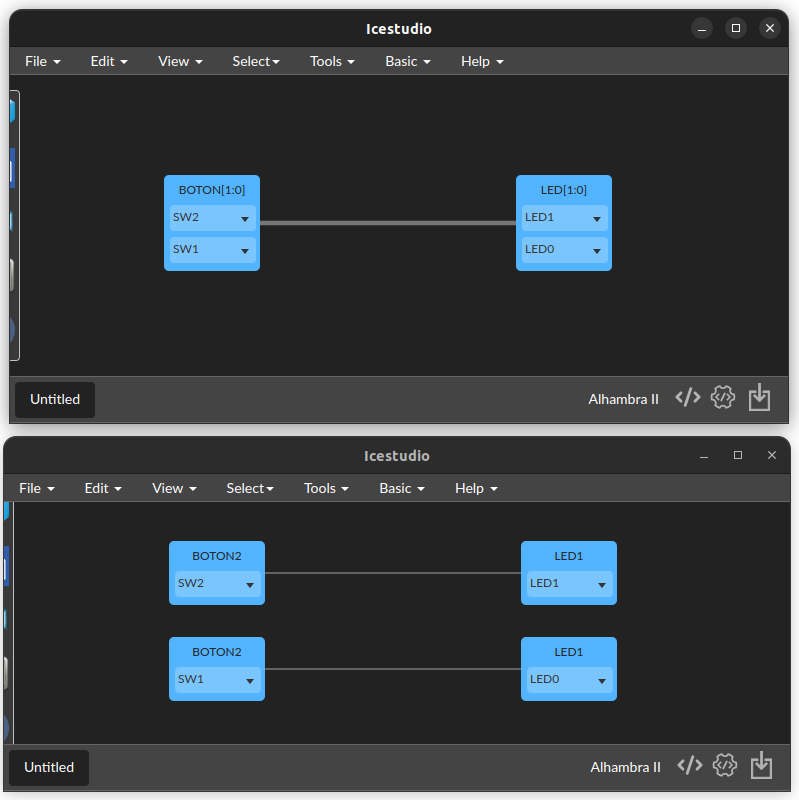 Icestudio
File Edit View Select Tools Basic Help
BOTON[1:0] LED[1:0]
SW2 LED1
SW1 LED0
Untitled Alhambra II
Icestudio
File Edit View Select Tools Basic Help
BOTON2 LED1
SW2 LED1
BOTON2 LED1
SW1 LED0
Untitled Alhambra II